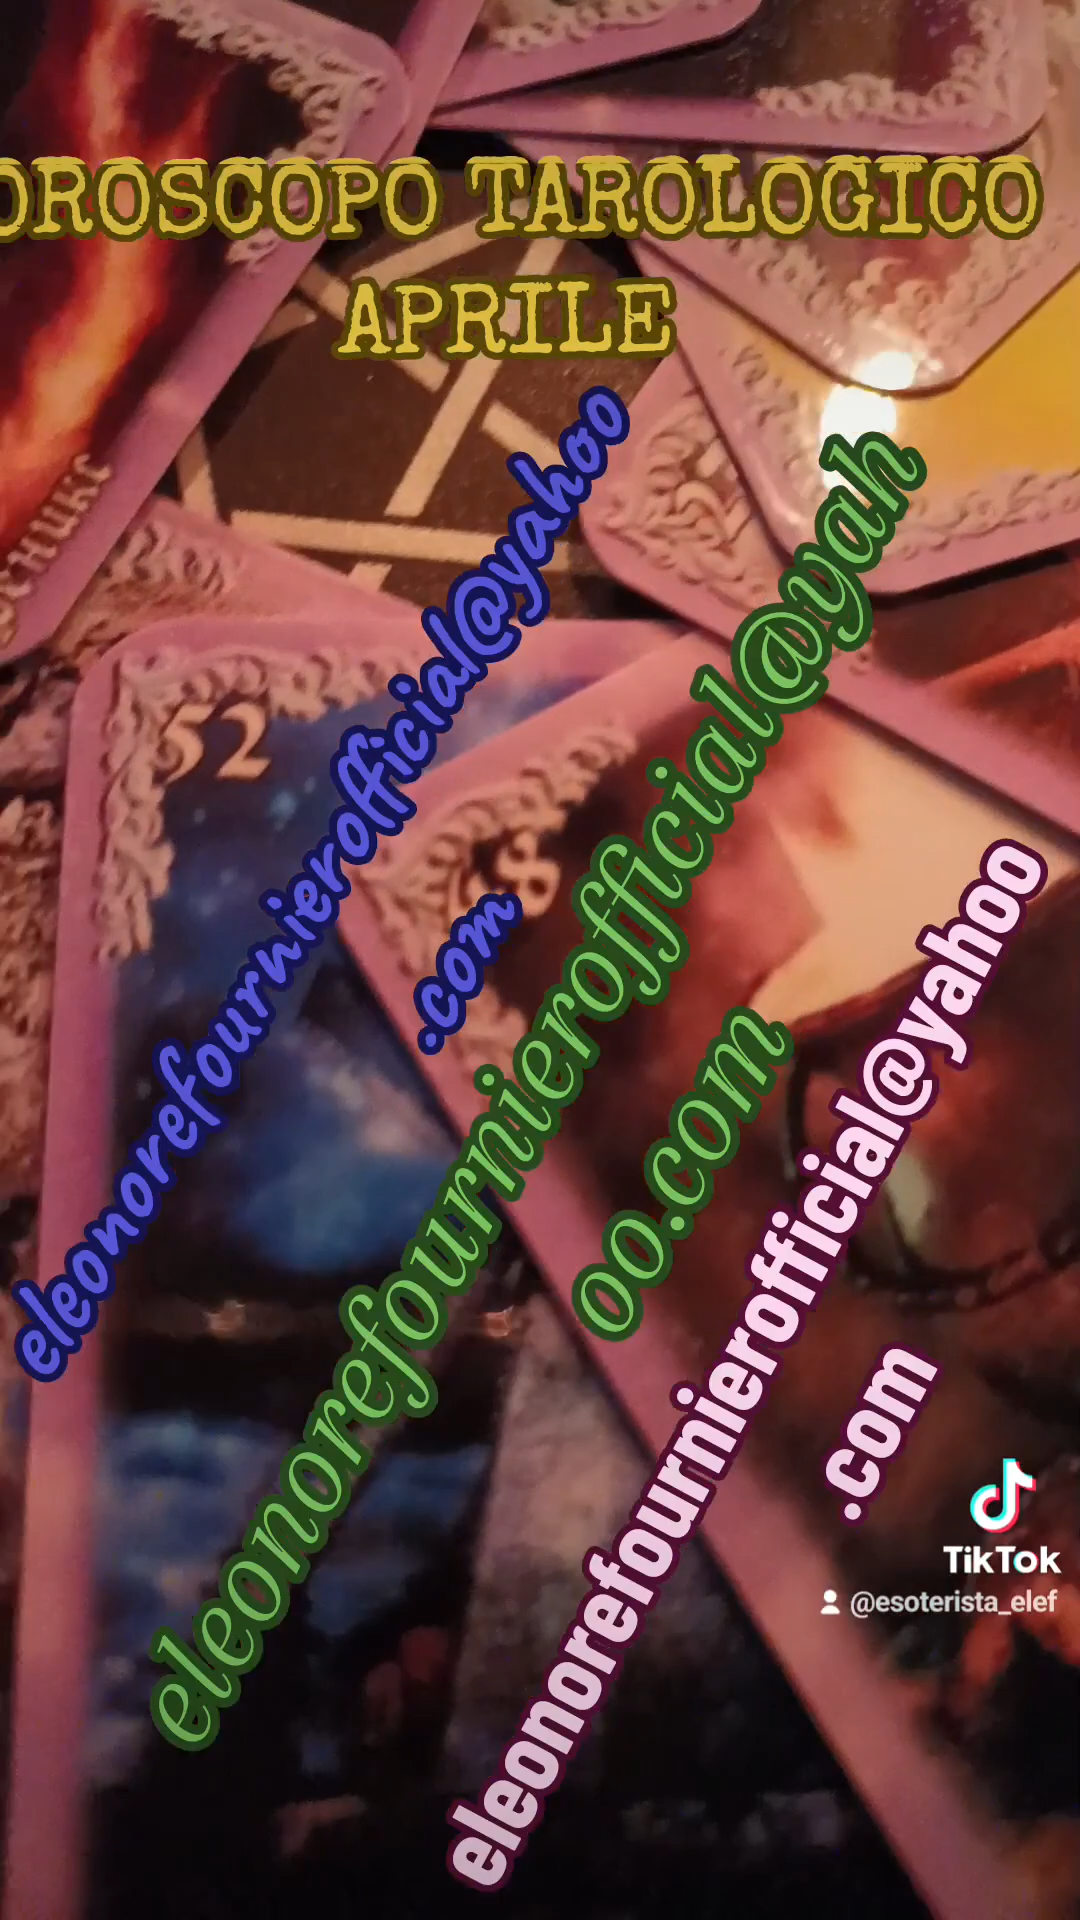 OROSCOPO TAROLOGICO
APRILE
eleonorefournierofficial@yahoo
.com
eleonorefournierofficial@yah
oo.com
eleonorefournierofficial@yahoo
.com
52
TikTok
@esoterista_elef